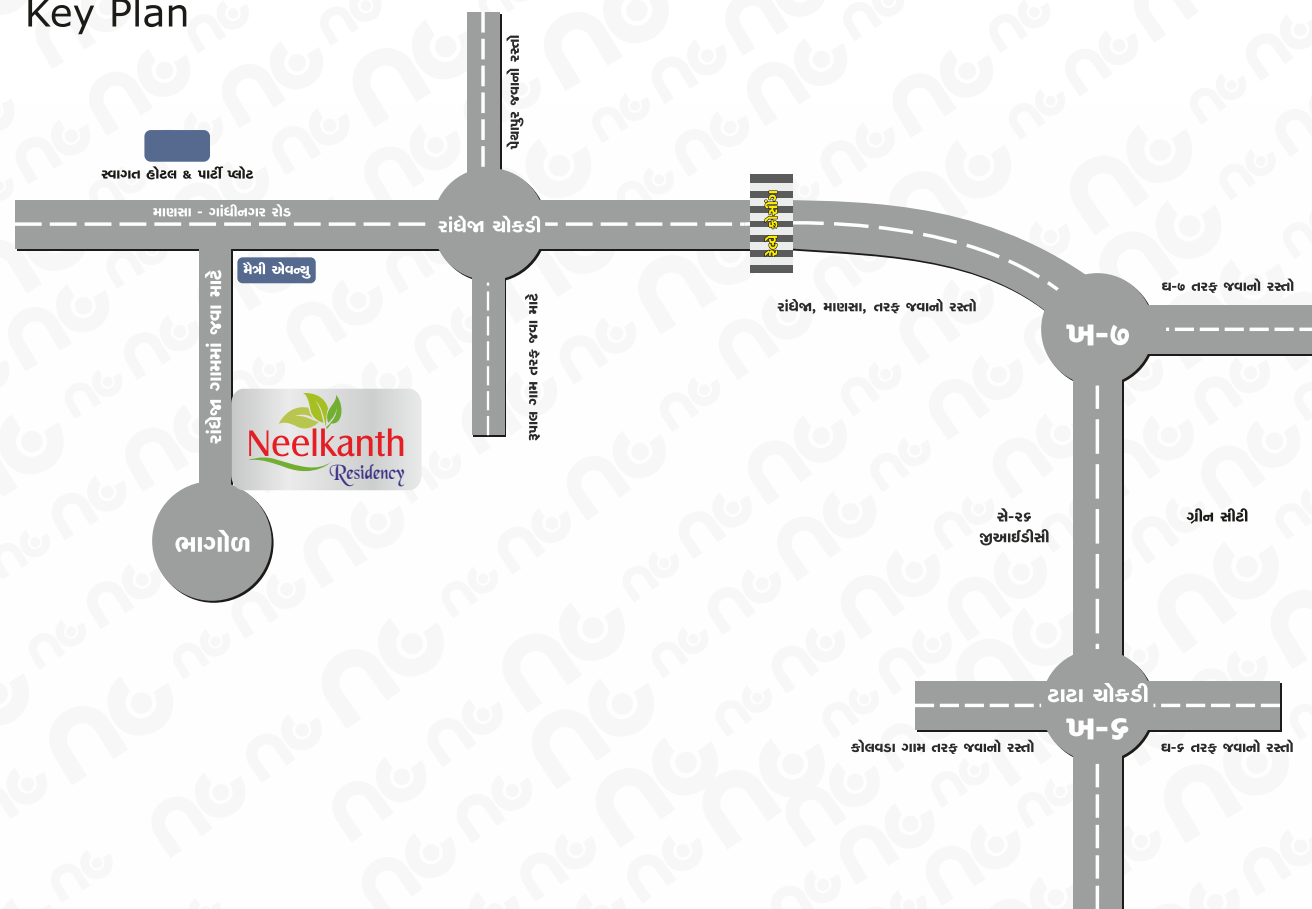 Key Plan
પેથાપુર જવાનો રસ્તો
સ્વાગત હોટલ & પાર્ટી પ્લોટ
માણસા - ગાંધીનગર રોડ
રાંધેજા ચોકડી
રેલ્વે ક્રોસીંગ
મૈત્રી એવન્યુ
રાંધેજા ગામમાં જવા માટે
રૂપાલ ગામ તરફ જવા માટે
રાંધેજા, માણસા, તરફ જવાનો રસ્તો
ઘ-૭ તરફ જવાનો રસ્તો
ખ-૭
Neelkanth
Residency
ભાગોળ
સે-૨૬
જીઆઈડીસી
ગ્રીન સીટી
ટાટા ચોકડી
ખ-૬
કોલવડા ગામ તરફ જવાનો રસ્તો
ઘ-૬ તરફ જવાનો રસ્તો